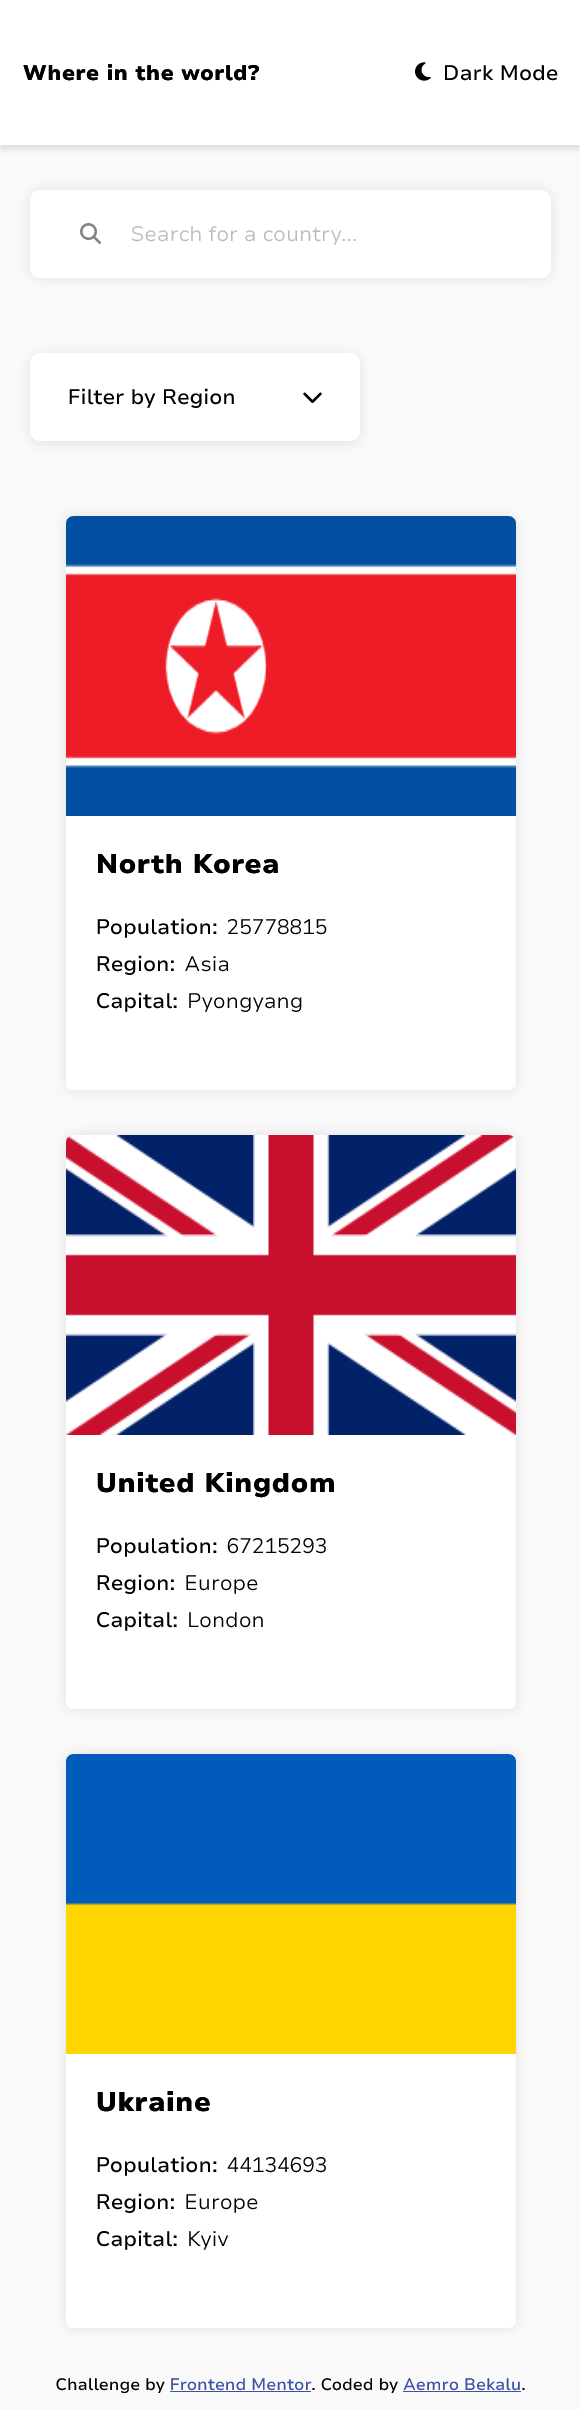 Where in the world?
Dark Mode
Search for a country...
Filter by Region
North Korea
Population: 25778815
Region: Asia
Capital: Pyongyang
United Kingdom
Population: 67215293
Region: Europe
Capital: London
Ukraine
Population: 44134693
Region: Europe
Capital: Kyiv
Challenge by Frontend Mentor. Coded by Aemro Bekalu.